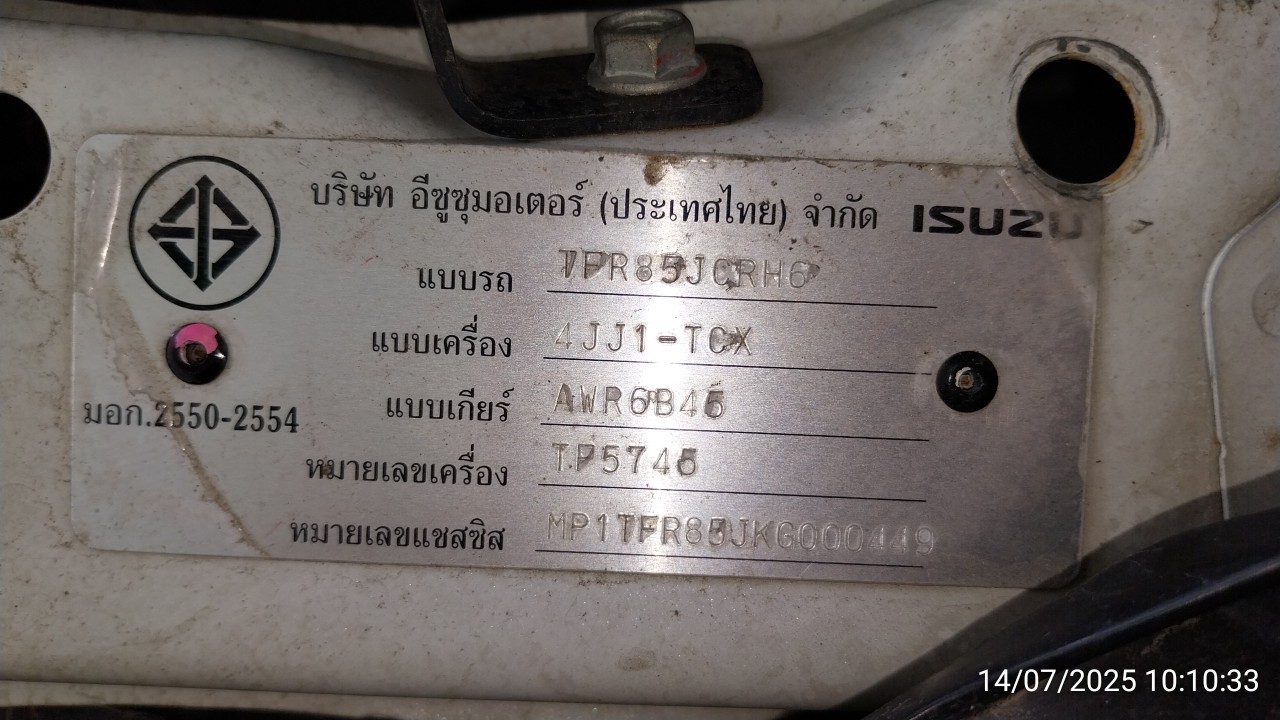 บริษัท อีซูซุมอเตอร์ (ประเทศไทย) จำกัด ISUZU
แบบรถ TFR85JCRH6
แบบเครื่อง 4JJ1-TCX
แบบเกียร์ AWR6B45
มอก.2550-2554
หมายเลขเครื่อง TP5745
หมายเลขแชสซิส MP1TFR85JKG000449
14/07/2025 10:10:33